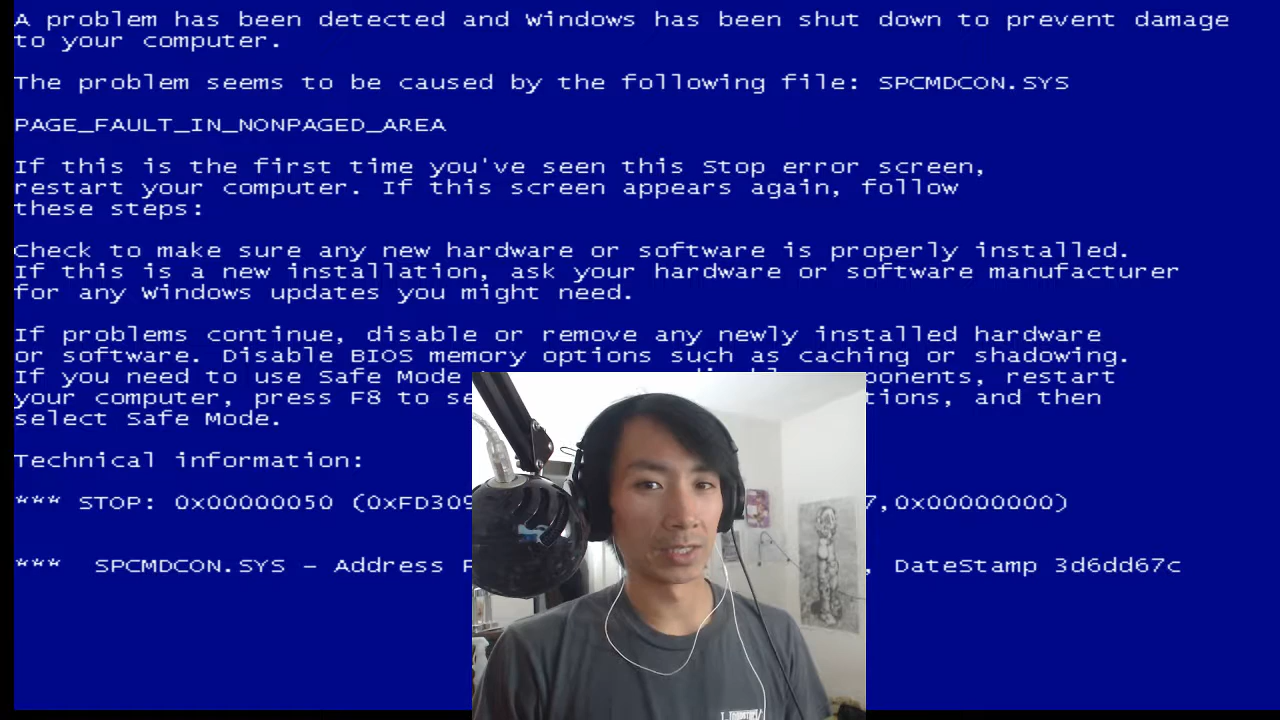 A problem has been detected and Windows has been shut down to prevent damage
to your computer.
The problem seems to be caused by the following file: SPCMDCON.SYS
PAGE_FAULT_IN_NONPAGED_AREA
If this is the first time you've seen this Stop error screen,
restart your computer. If this screen appears again, follow
these steps:
Check to make sure any new hardware or software is properly installed.
If this is a new installation, ask your hardware or software manufacturer
for any Windows updates you might need.
If problems continue, disable or remove any newly installed hardware
or software. Disable BIOS memory options such as caching or shadowing.
If you need to use Safe Mode restart
your computer, press F8 to and then
select Safe Mode.
Technical information:
*** STOP: 0x00000050 (0xFD309 7,0x00000000)
*** SPCMDCON.SYS - Address , DateStamp 3d6dd67c